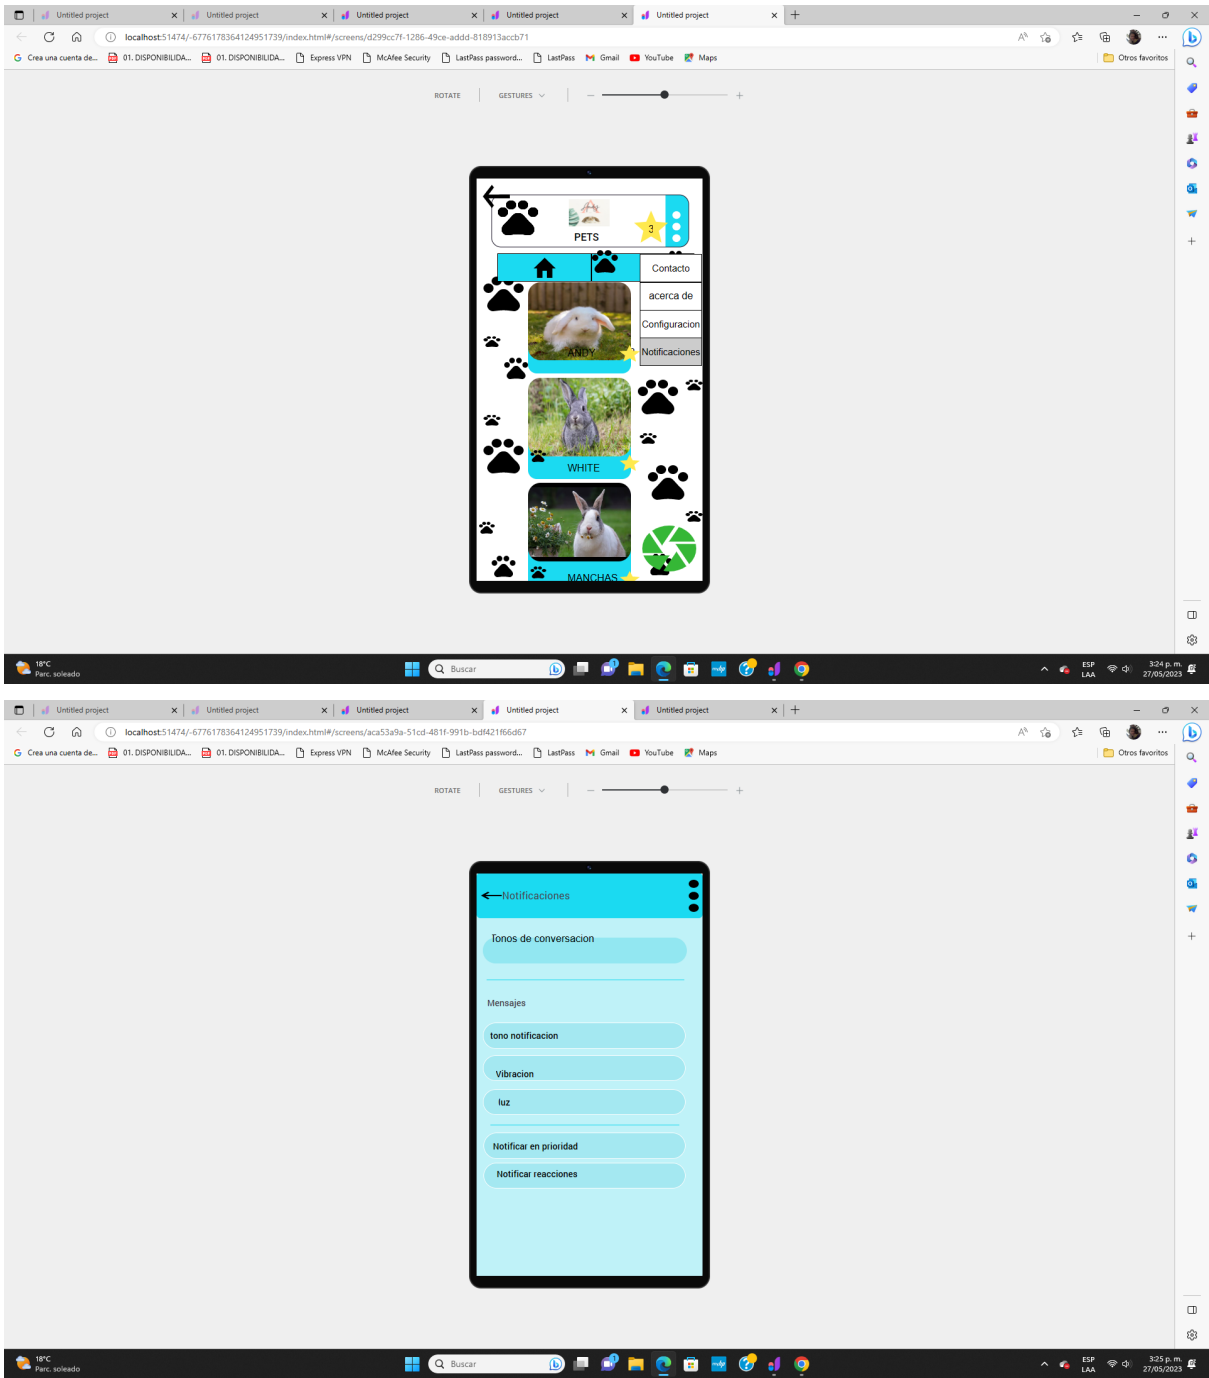 Untitled project
Untitled project
Untitled project
Untitled project
Untitled project
localhost:51474/-6776178364124951739/index.html#/screens/d299cc7f-1286-49ce-addd-818913accb71
Crea una cuenta de...
01. DISPONIBILIDA...
01. DISPONIBILIDA...
Express VPN
McAfee Security
LastPass password...
LastPass
Gmail
YouTube
Maps
Otros favoritos
ROTATE
GESTURES
PETS
3
Contacto
acerca de
Configuracion
Notificaciones
ANDY
WHITE
MANCHAS
18°C
Parc. soleado
Buscar
ESP
LAA
3:24 p. m.
27/05/2023
Untitled project
Untitled project
Untitled project
Untitled project
Untitled project
localhost:51474/-6776178364124951739/index.html#/screens/aca53a9a-51cd-481f-991b-bdf421f66d67
Crea una cuenta de...
01. DISPONIBILIDA...
01. DISPONIBILIDA...
Express VPN
McAfee Security
LastPass password...
LastPass
Gmail
YouTube
Maps
Otros favoritos
ROTATE
GESTURES
Notificaciones
Tonos de conversacion
Mensajes
tono notificacion
Vibracion
luz
Notificar en prioridad
Notificar reacciones
18°C
Parc. soleado
Buscar
ESP
LAA
3:25 p. m.
27/05/2023